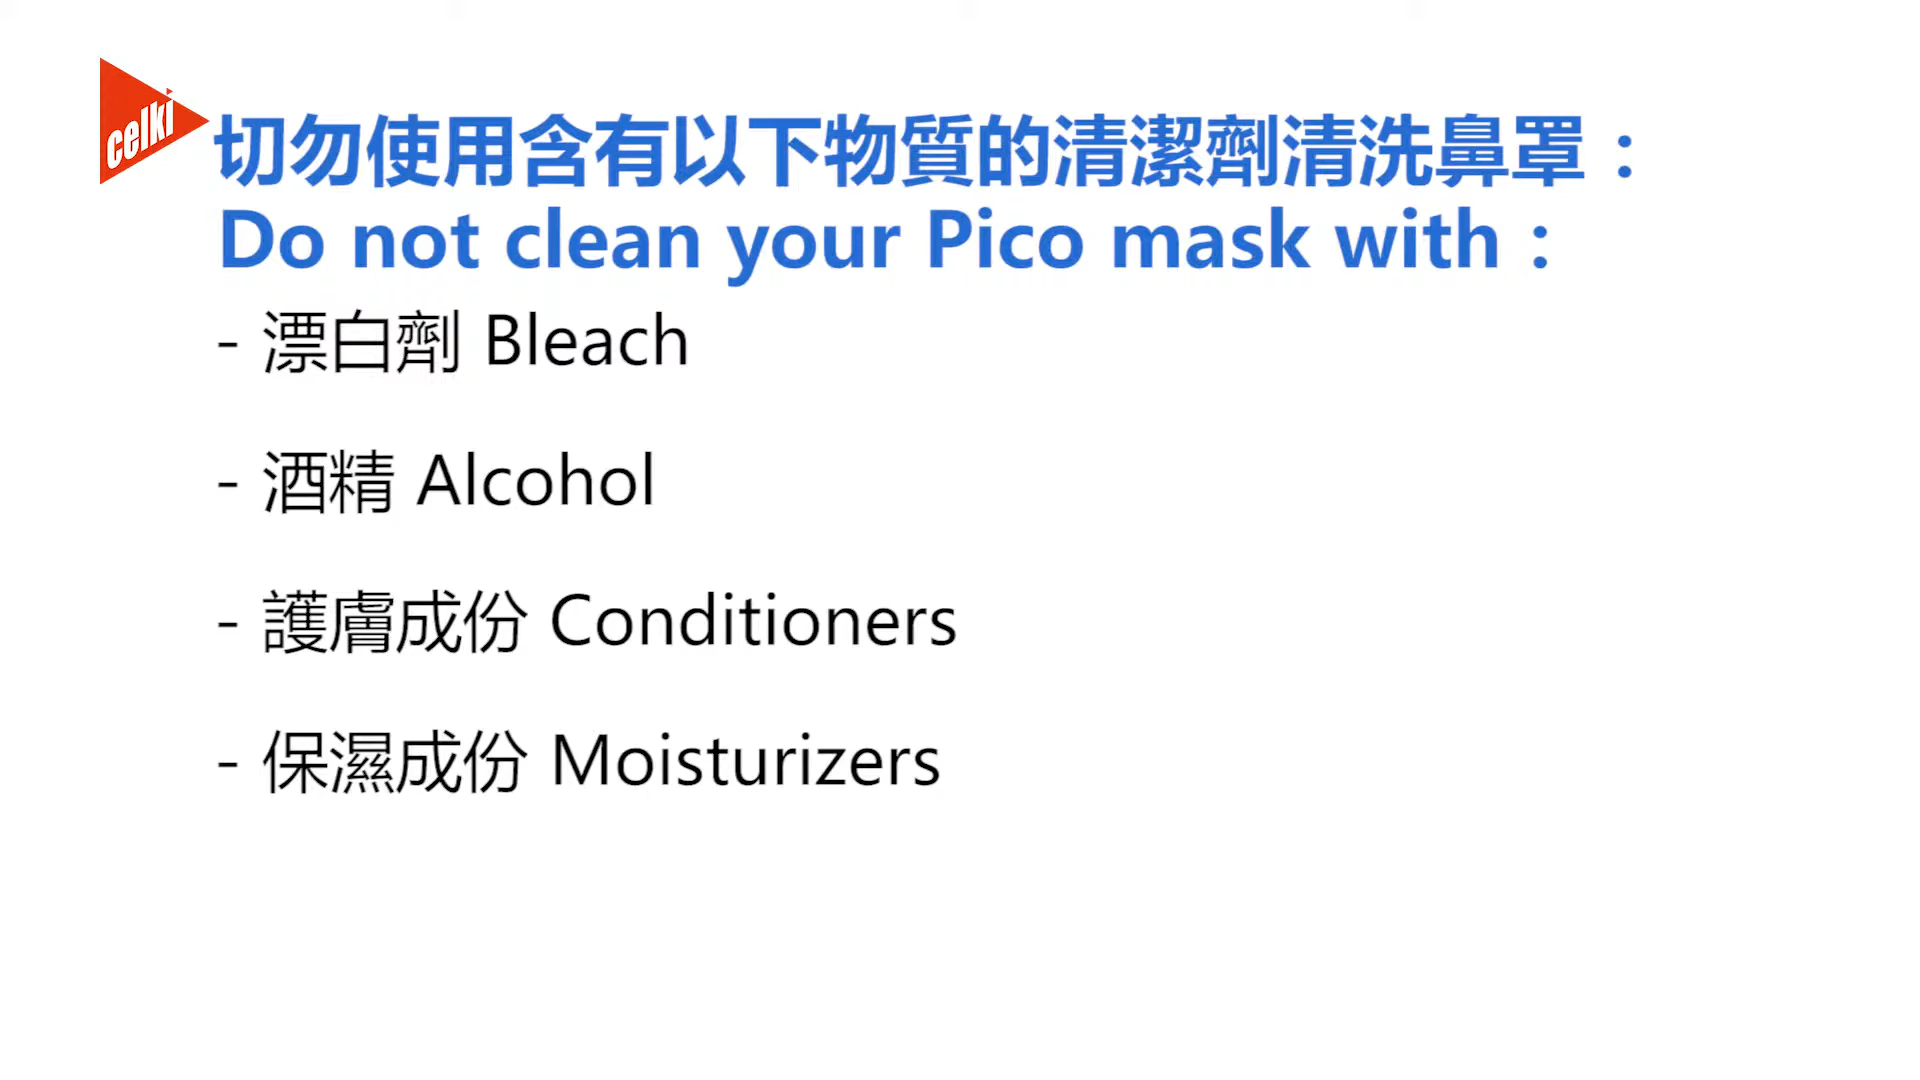 celki
切勿使用含有以下物質的清潔劑清洗鼻罩：
Do not clean your Pico mask with：
- 漂白劑 Bleach
- 酒精 Alcohol
- 護膚成份 Conditioners
- 保濕成份 Moisturizers